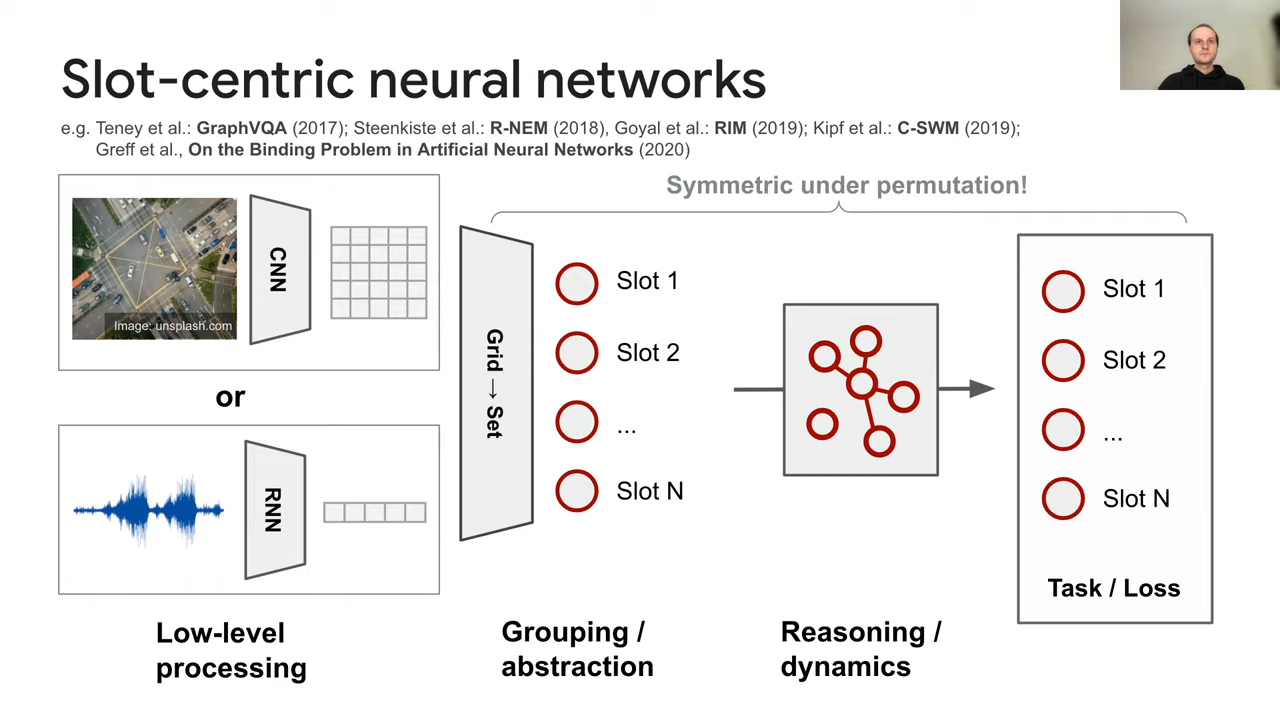 Slot-centric neural networks
e.g. Teney et al.: GraphVQA (2017); Steenkiste et al.: R-NEM (2018), Goyal et al.: RIM (2019); Kipf et al.: C-SWM (2019);
Greff et al., On the Binding Problem in Artificial Neural Networks (2020)
Symmetric under permutation!
CNN
Image: unsplash.com
or
RNN
Low-level
processing
Grid → Set
Slot 1
Slot 2
...
Slot N
Grouping /
abstraction
Reasoning /
dynamics
Slot 1
Slot 2
...
Slot N
Task / Loss